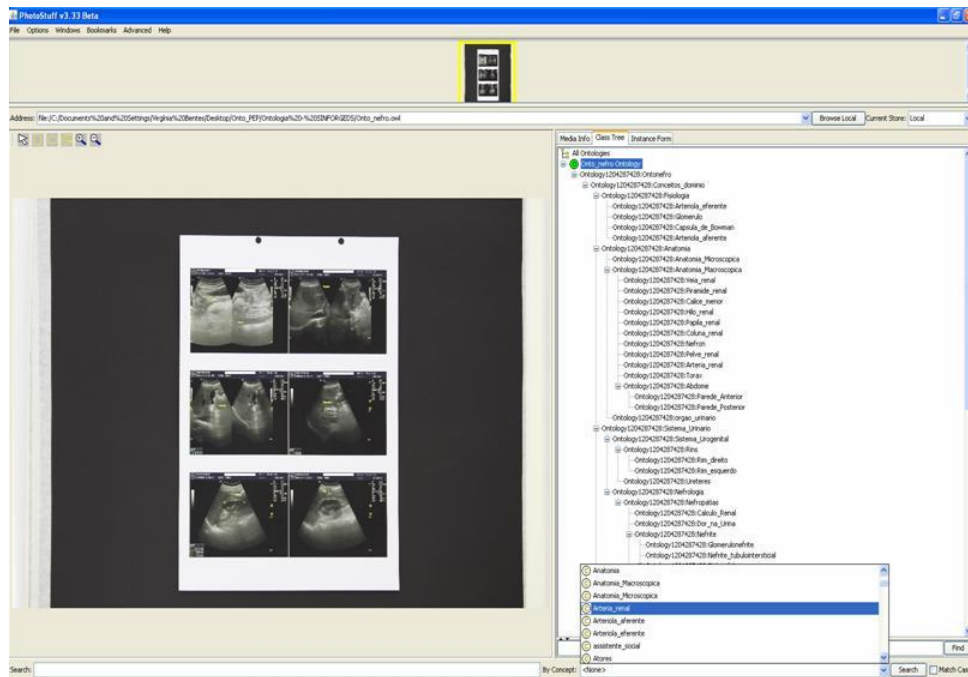 PhotoStuff v3.33 Beta
File Options Windows Bookmarks Advanced Help
Address: file:/C:/Documents%20and%20Settings/Virginia%20Bentes/Desktop/Onto_PEP/Ontologia%20-%20SINFORGEDS/Onto_nefro.owl Browse Local Current Store: Local
Media Info Class Tree Instance Form
All Ontologies
Onto_nefro Ontology
Ontology1204287428:Ontonefro
Ontology1204287428:Conceitos_dominio
Ontology1204287428:Fisiologia
Ontology1204287428:Arteriola_eferente
Ontology1204287428:Glomerulo
Ontology1204287428:Capsula_de_Bowman
Ontology1204287428:Arteriola_aferente
Ontology1204287428:Anatomia
Ontology1204287428:Anatomia_Microscopica
Ontology1204287428:Anatomia_Macroscopica
Ontology1204287428:Veia_renal
Ontology1204287428:Piramide_renal
Ontology1204287428:Calice_menor
Ontology1204287428:Hilo_renal
Ontology1204287428:Papila_renal
Ontology1204287428:Coluna_renal
Ontology1204287428:Nefron
Ontology1204287428:Pelve_renal
Ontology1204287428:Arteria_renal
Ontology1204287428:Torax
Ontology1204287428:Abdome
Ontology1204287428:Parede_Anterior
Ontology1204287428:Parede_Posterior
Ontology1204287428:orgao_urinario
Ontology1204287428:Sistema_Urinario
Ontology1204287428:Sistema_Urogenital
Ontology1204287428:Rins
Ontology1204287428:Rim_direito
Ontology1204287428:Rim_esquerdo
Ontology1204287428:Ureteres
Ontology1204287428:Nefrologia
Ontology1204287428:Nefropatias
Ontology1204287428:Calculo_Renal
Ontology1204287428:Dor_na_Urina
Ontology1204287428:Nefrite
Ontology1204287428:Glomerulonefrite
Ontology1204287428:Nefrite_tubulointersticial
Anatomia
Anatomia_Macroscopica
Anatomia_Microscopica
Arteria_renal
Arteriola_aferente
Arteriola_eferente
assistente_social
Atores
Find
Search: By Concept: <None> Search Match Cas